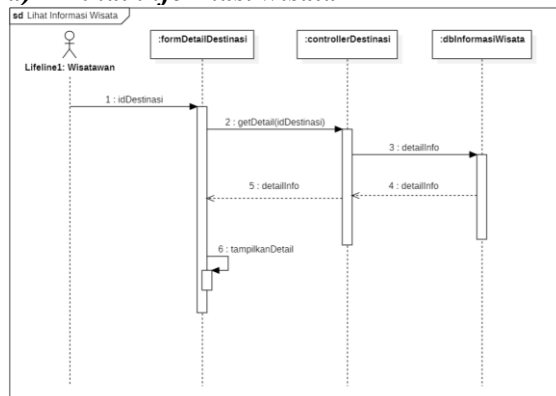 sd Lihat Informasi Wisata
:formDetailDestinasi
:controllerDestinasi
:dbInformasiWisata
Lifeline1: Wisatawan
1 : idDestinasi
2 : getDetail(idDestinasi)
3 : detailInfo
4 : detailInfo
5 : detailInfo
6 : tampilkanDetail